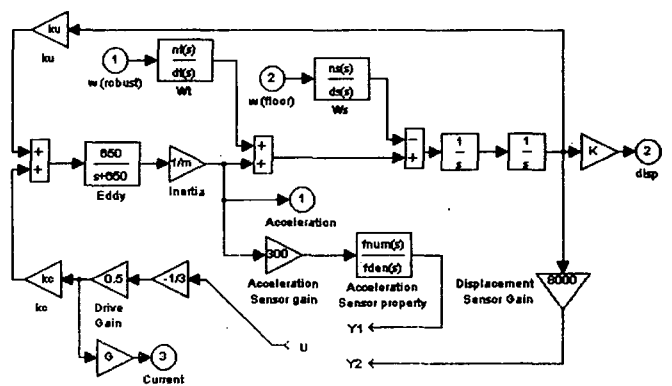 ku
ku
1
w (robust)
nt(s)
dt(s)
Wt
2
w(floor)
ns(s)
ds(s)
Ws
+
+
650
s+650
Eddy
1/m
Inertia
+
+
−
+
1
s
1
s
K
2
disp
1
Acceleration
300
Acceleration
Sensor gain
fnum(s)
fden(s)
Acceleration
Sensor property
Displacement
Sensor Gain
8000
kc
kc
0.5
Drive
Gain
-1/3
U
Y1
Y2
G
3
Current